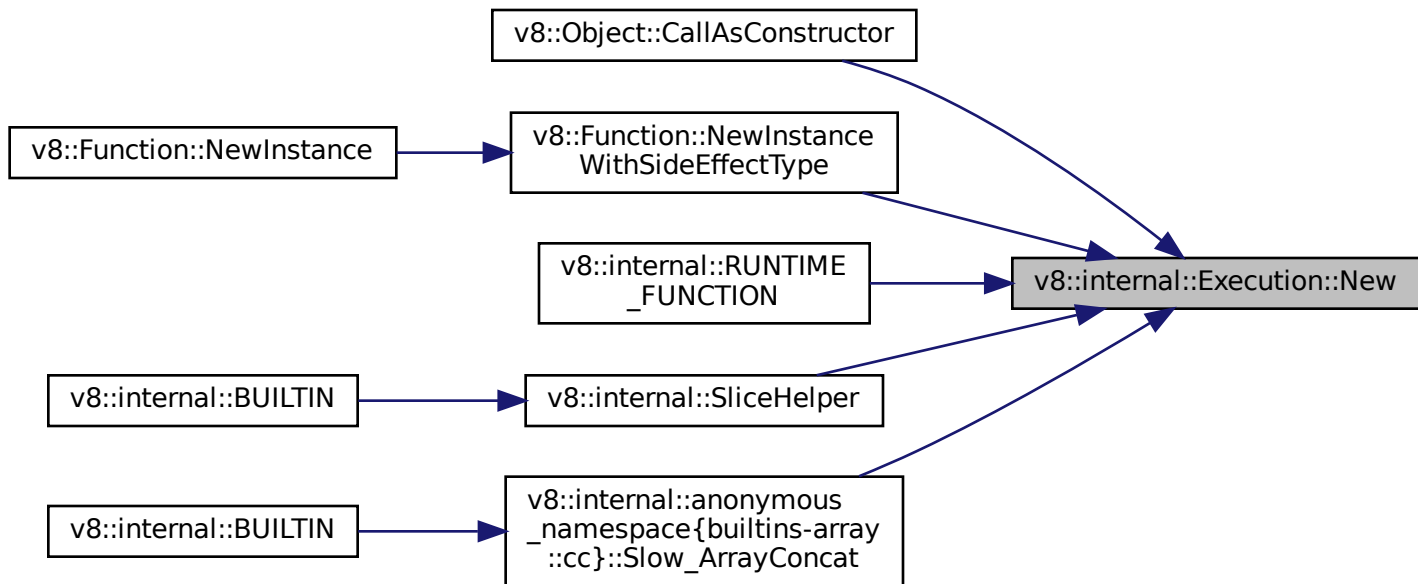 v8::Object::CallAsConstructor
v8::Function::NewInstance
WithSideEffectType
v8::Function::NewInstance
v8::internal::RUNTIME
_FUNCTION
v8::internal::Execution::New
v8::internal::SliceHelper
v8::internal::BUILTIN
v8::internal::anonymous
_namespace{builtins-array
::cc}::Slow_ArrayConcat
v8::internal::BUILTIN